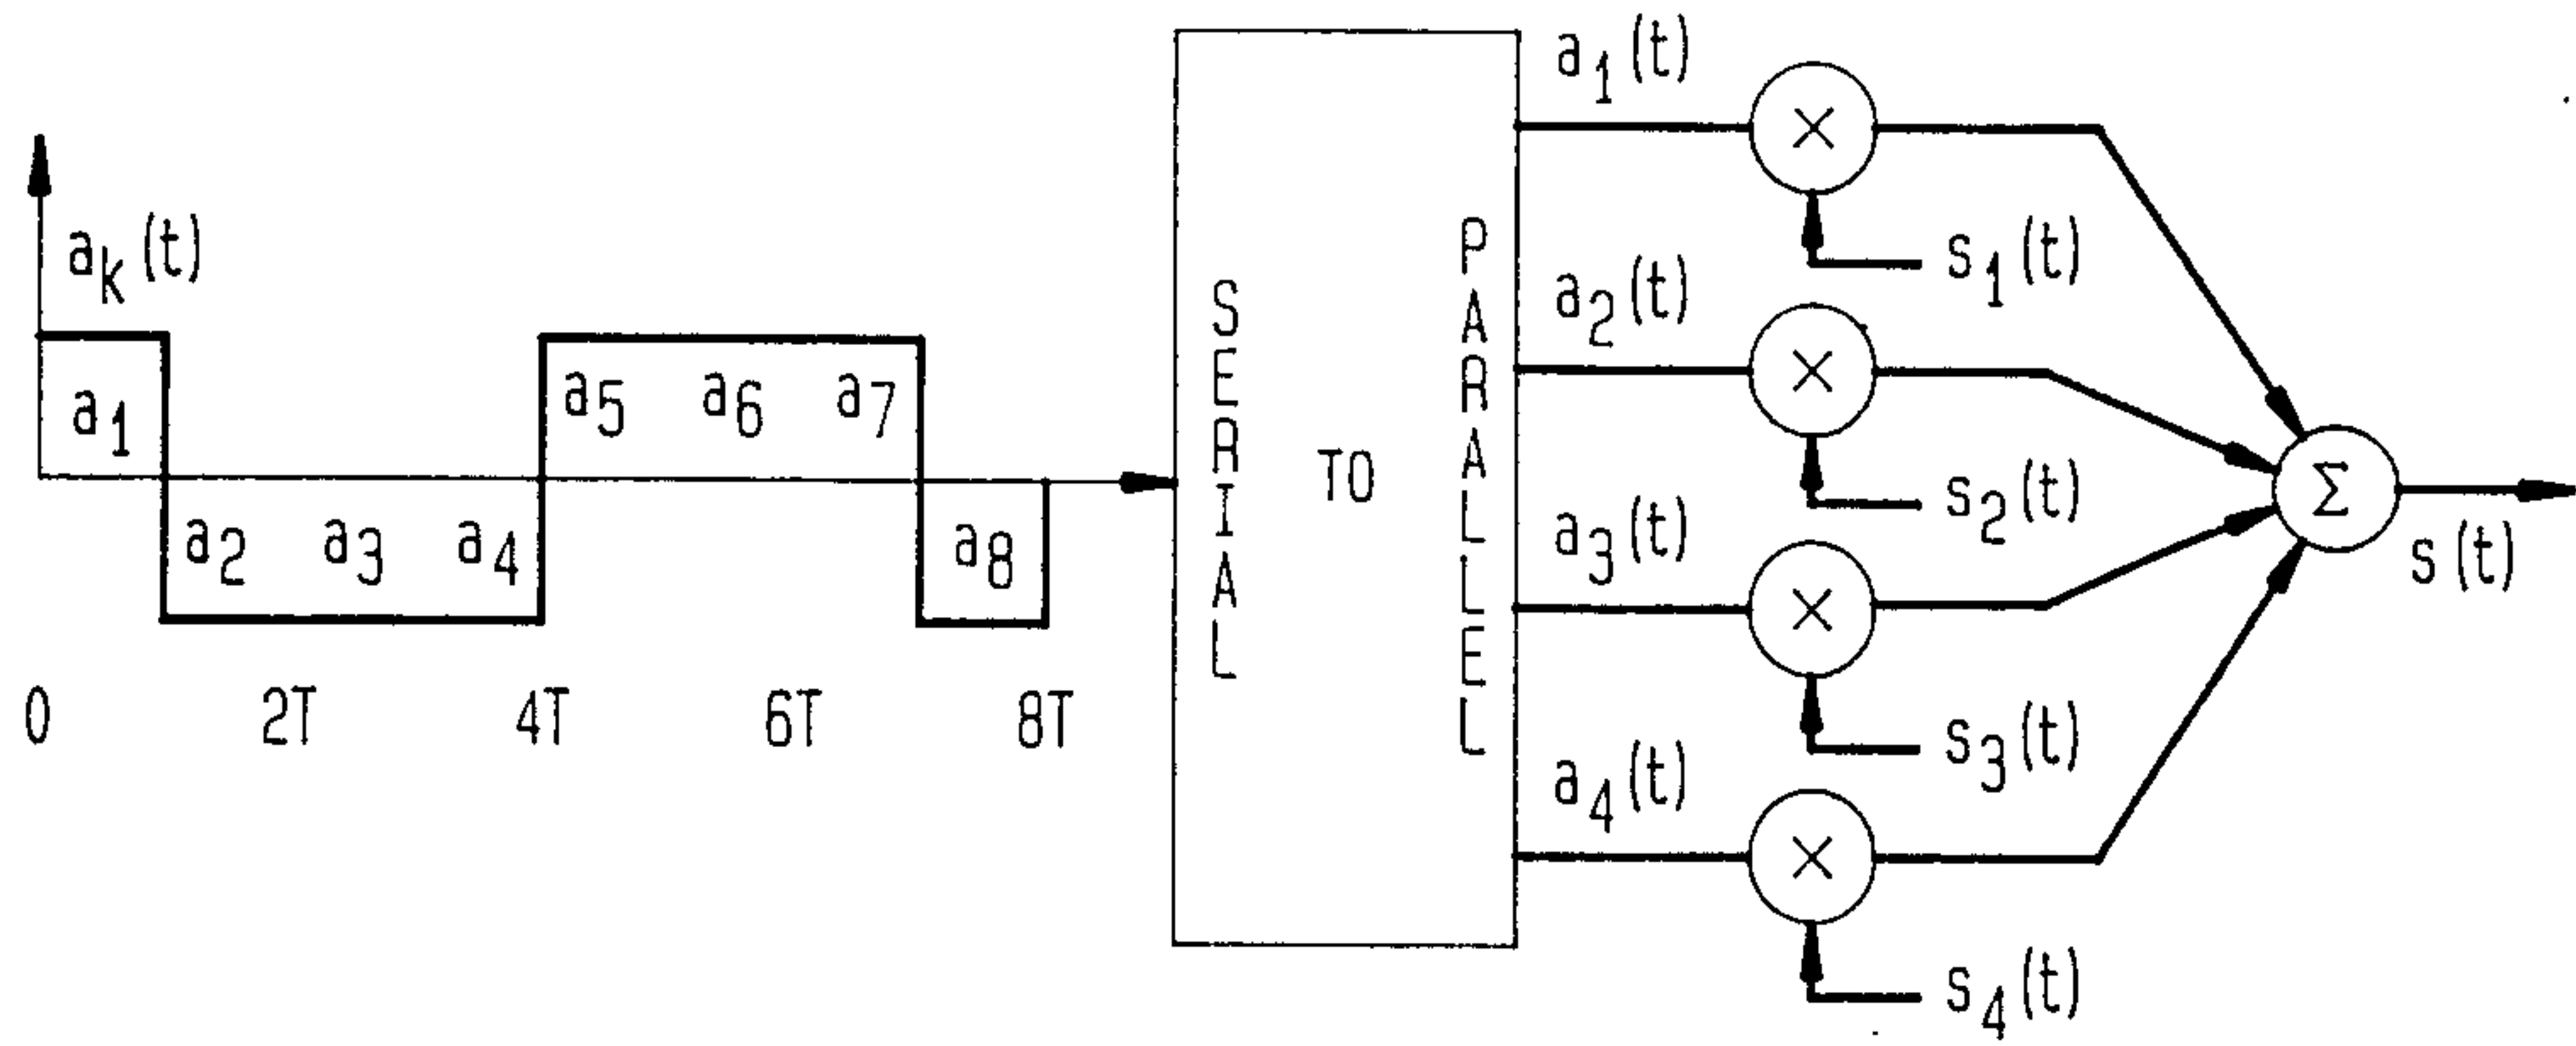 a_k(t)
a_1
a_2 a_3 a_4
a_5 a_6 a_7
a_8
0 2T 4T 6T 8T
SERIAL
TO
PARALLEL
a_1(t)
s_1(t)
a_2(t)
s_2(t)
a_3(t)
s_3(t)
a_4(t)
s_4(t)
Σ
s(t)